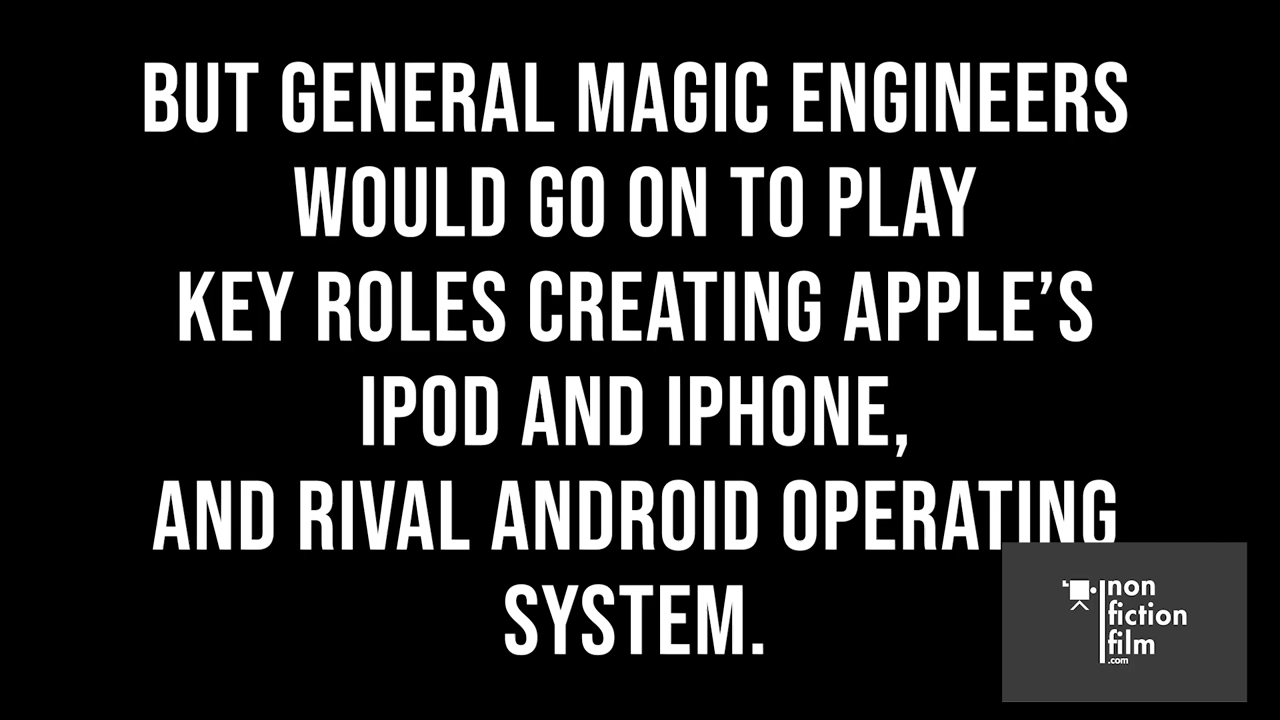 BUT GENERAL MAGIC ENGINEERS
WOULD GO ON TO PLAY
KEY ROLES CREATING APPLE’S
IPOD AND IPHONE,
AND RIVAL ANDROID OPERATING
SYSTEM.
non
fiction
film
.com